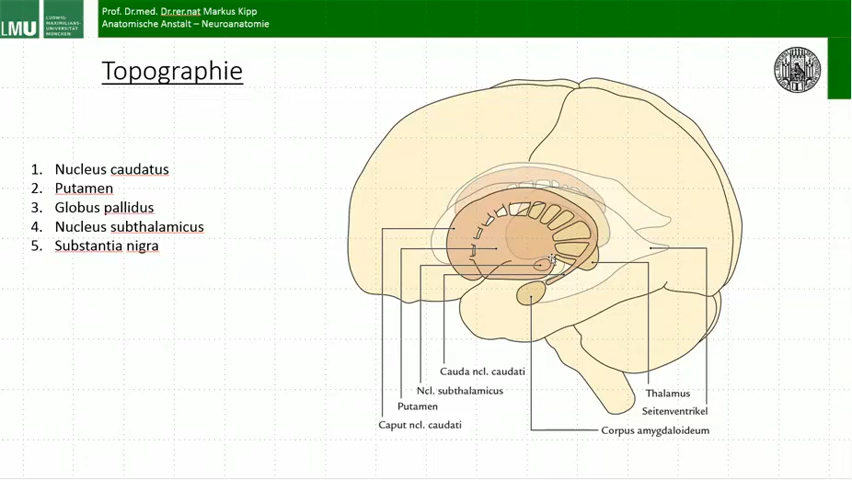 LMU
LUDWIG-
MAXIMILIANS-
UNIVERSITÄT
MÜNCHEN
Prof. Dr.med. Dr.rer.nat Markus Kipp
Anatomische Anstalt – Neuroanatomie
Topographie
1. Nucleus caudatus
2. Putamen
3. Globus pallidus
4. Nucleus subthalamicus
5. Substantia nigra
Cauda ncl. caudati
Ncl. subthalamicus
Putamen
Caput ncl. caudati
Thalamus
Seitenventrikel
Corpus amygdaloideum